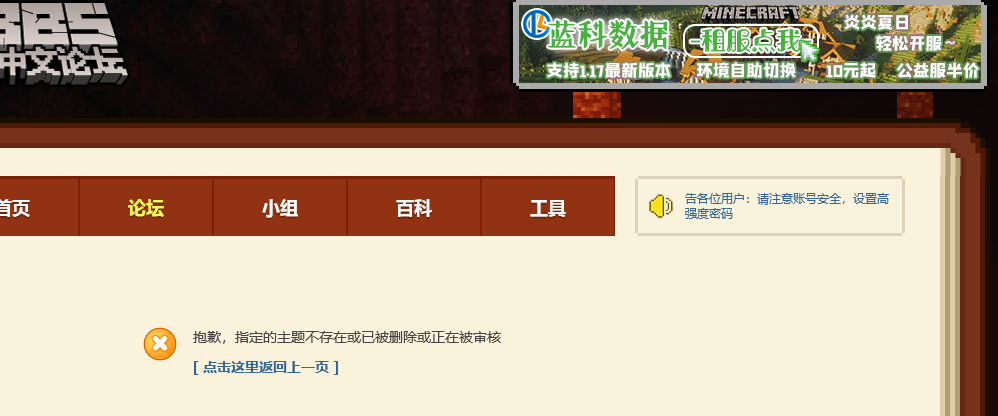 BBS
中文论坛
蓝科数据
MINECRAFT
-租服点我-
炎炎夏日
轻松开服~
支持1.17最新版本
环境自助切换
10元起
公益服半价
首页
论坛
小组
百科
工具
告各位用户：请注意账号安全，设置高
强度密码
抱歉，指定的主题不存在或已被删除或正在被审核
[ 点击这里返回上一页 ]